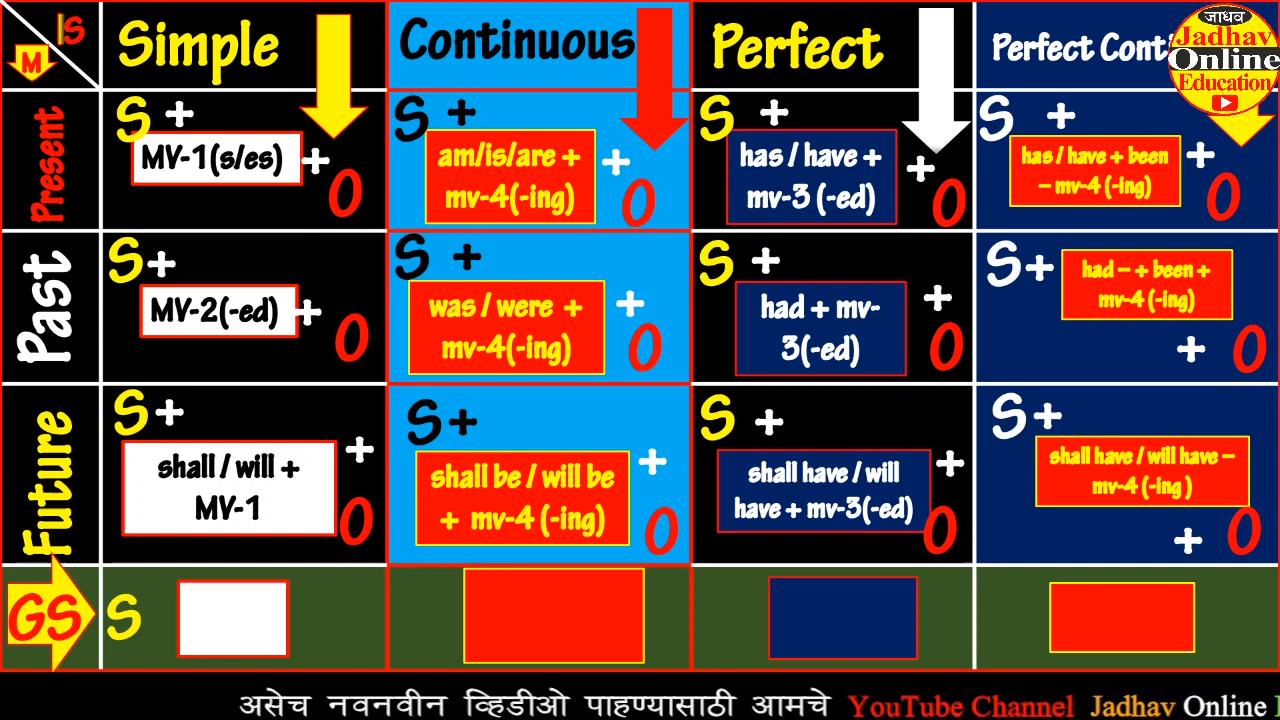 M
IS
Simple
Continuous
Perfect
Perfect Cont
जाधव
Jadhav
Online
Education
Present
S +
MV-1(s/es)
+
O
S +
am/is/are +
mv-4(-ing)
+
O
S +
has / have +
mv-3 (-ed)
+
O
S +
has / have + been
– mv-4 (-ing)
+
O
Past
S +
MV-2(-ed)
+
O
S +
was / were +
mv-4(-ing)
+
O
S +
had + mv-
3(-ed)
+
O
S +
had – + been +
mv-4 (-ing)
+ O
Future
S +
shall / will +
MV-1
+
O
S +
shall be / will be
+ mv-4 (-ing)
+
O
S +
shall have / will
have + mv-3(-ed)
+
O
S +
shall have / will have –
mv-4 (-ing )
+ O
GS
S
असेच नवनवीन व्हिडीओ पाहण्यासाठी आमचे YouTube Channel Jadhav Online